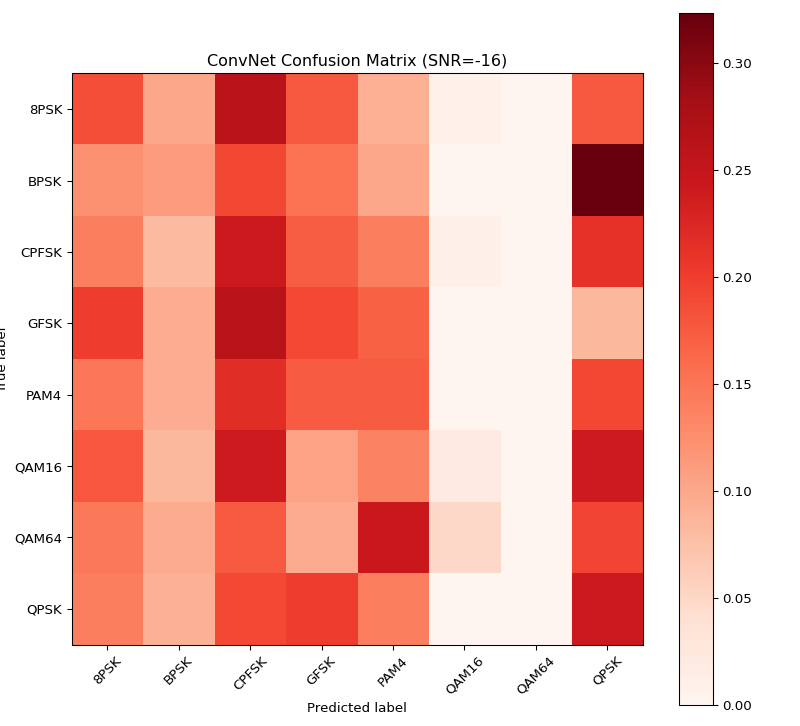 ConvNet Confusion Matrix (SNR=-16)
8PSK
BPSK
CPFSK
GFSK
PAM4
QAM16
QAM64
QPSK
label
8PSK
BPSK
CPFSK
GFSK
PAM4
QAM16
QAM64
QPSK
Predicted label
0.30
0.25
0.20
0.15
0.10
0.05
0.00